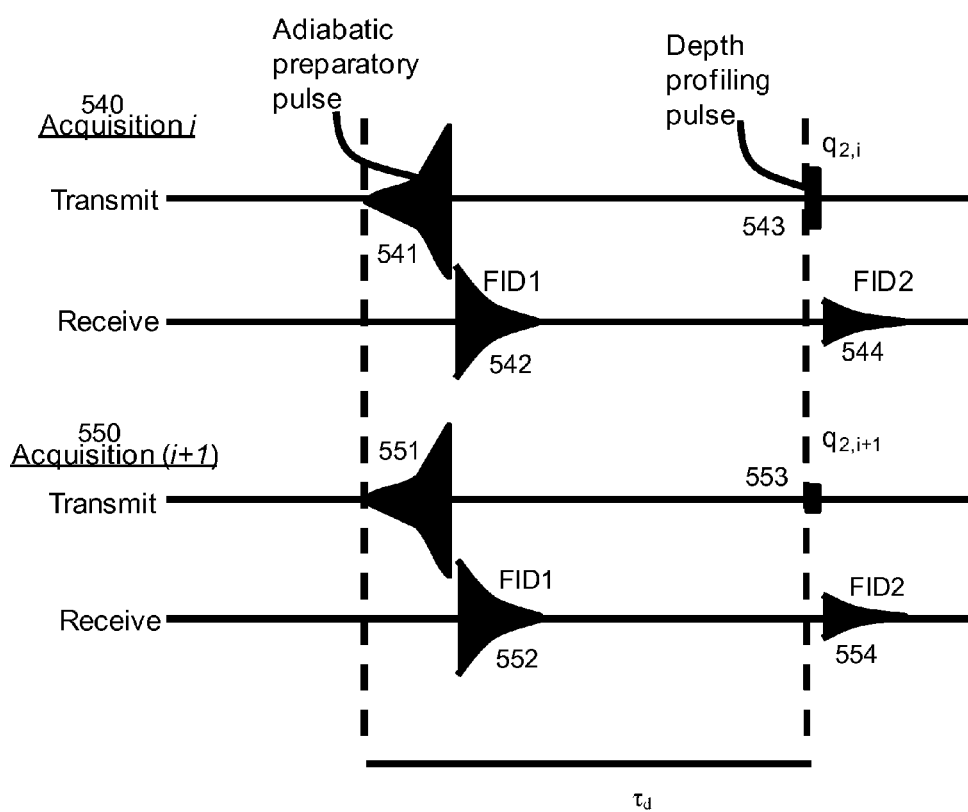 Adiabatic
preparatory
pulse
Depth
profiling
pulse
540
Acquisition i
q2,i
Transmit
541
543
FID1
FID2
Receive
542
544
550
Acquisition (i+1)
551
q2,i+1
553
Transmit
FID1
FID2
Receive
552
554
τd